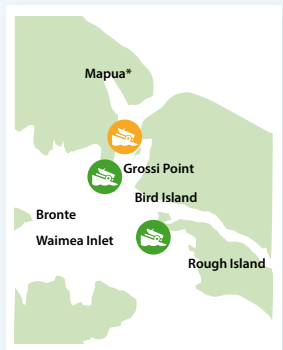 Mapua*
Grossi Point
Bird Island
Bronte
Waimea Inlet
Rough Island